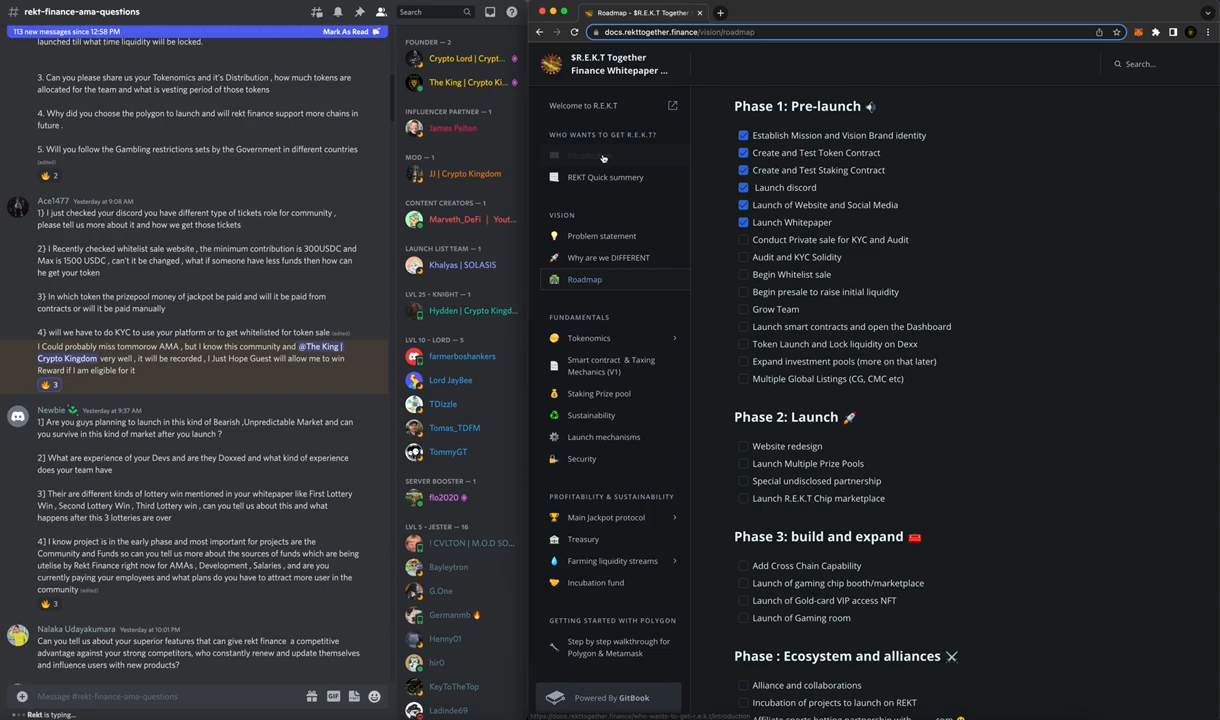 rekt-finance-ama-questions
Search
113 new messages since 12:58 PM
Mark As Read
launched till what time liquidity will be locked.
3. Can you please share us your Tokenomics and it's Distribution , how much tokens are
allocated for the team and what is vesting period of those tokens
4. Why did you choose the polygon to launch and will rekt finance support more chains in
future .
5. Will you follow the Gambling restrictions sets by the Government in different countries
(edited)
🔥 2
Ace1477 Yesterday at 9:08 AM
1} I just checked your discord you have different type of tickets role for community ,
please tell us more about it and how we get those tickets
2} I Recently checked whitelist sale website , the minimum contribution is 300USDC and
Max is 1500 USDC , can't it be changed , what if someone have less funds then how can
he get your token
3} In which token the prizepool money of jackpot be paid and will it be paid from
contracts or will it be paid manually
4} will we have to do KYC to use your platform or to get whitelisted for token sale (edited)
I Could probably miss tommorow AMA , but I know this community and @The King |
Crypto Kingdom very well , it will be recorded , I Just Hope Guest will allow me to win
Reward if I am eligible for it
🔥 3
Newbie Yesterday at 9:37 AM
1] Are you guys planning to launch in this kind of Bearish ,Unpredictable Market and can
you survive in this kind of market after you launch ?
2] What are experience of your Devs and are they Doxxed and what kind of experience
does your team have
3] Their are different kinds of lottery win mentioned in your whitepaper like First Lottery
Win , Second Lottery Win , Third Lottery win , can you tell us about this and what
happens after this 3 lotteries are over
4] I know project is in the early phase and most important for projects are the
Community and Funds so can you tell us more about the sources of funds which are being
utelise by Rekt Finance right now for AMAs , Development , Salaries , and are you
currently paying your employees and what plans do you have to attract more user in the
community (edited)
🔥 3
Nalaka Udayakumara Yesterday at 10:01 PM
Can you tell us about your superior features that can give rekt finance a competitive
advantage against your strong competitors, who constantly renew and update themselves
and influence users with new products?
Message #rekt-finance-ama-questions
GIF
Rekt is typing...
FOUNDER — 2
Crypto Lord | Crypt...
The King | Crypto Ki...
INFLUENCER PARTNER — 1
James Pelton
MOD — 1
JJ | Crypto Kingdom
CONTENT CREATORS — 1
Marveth_DeFi | Yout...
LAUNCH LIST TEAM — 1
Khalyas | SOLASIS
LVL 25 - KNIGHT — 1
Hydden | Crypto Kingd...
LVL 10 - LORD — 5
farmerboshankers
Lord JayBee
TDizzle
Tomas_TDFM
TommyGT
SERVER BOOSTER — 1
flo2020
LVL 5 - JESTER — 16
! CVLTON | M.O.D SO...
Bayleytron
G.One
Germanmb 🔥
Henny01
hir0
KeyToTheTop
Ladinde69
Roadmap - $R.E.K.T Together
docs.rekttogether.finance/vision/roadmap
$R.E.K.T Together
Finance Whitepaper ...
Search...
Welcome to R.E.K.T
WHO WANTS TO GET R.E.K.T?
Introduction
REKT Quick summery
VISION
Problem statement
Why are we DIFFERENT
Roadmap
FUNDAMENTALS
Tokenomics
Smart contract & Taxing
Mechanics (V1)
Staking Prize pool
Sustainability
Launch mechanisms
Security
PROFITABILITY & SUSTAINABILITY
Main Jackpot protocol
Treasury
Farming liquidity streams
Incubation fund
GETTING STARTED WITH POLYGON
Step by step walkthrough for
Polygon & Metamask
Powered By GitBook
https://docs.rekttogether.finance/who-wants-to-get-r.e.k.t/introduction
Phase 1: Pre-launch
Establish Mission and Vision Brand identity
Create and Test Token Contract
Create and Test Staking Contract
Launch discord
Launch of Website and Social Media
Launch Whitepaper
Conduct Private sale for KYC and Audit
Audit and KYC Solidity
Begin Whitelist sale
Begin presale to raise initial liquidity
Grow Team
Launch smart contracts and open the Dashboard
Token Launch and Lock liquidity on Dexx
Expand investment pools (more on that later)
Multiple Global Listings (CG, CMC etc)
Phase 2: Launch 🚀
Website redesign
Launch Multiple Prize Pools
Special undisclosed partnership
Launch R.E.K.T Chip marketplace
Phase 3: build and expand
Add Cross Chain Capability
Launch of gaming chip booth/marketplace
Launch of Gold-card VIP access NFT
Launch of Gaming room
Phase : Ecosystem and alliances ⚔
Alliance and collaborations
Incubation of projects to launch on REKT